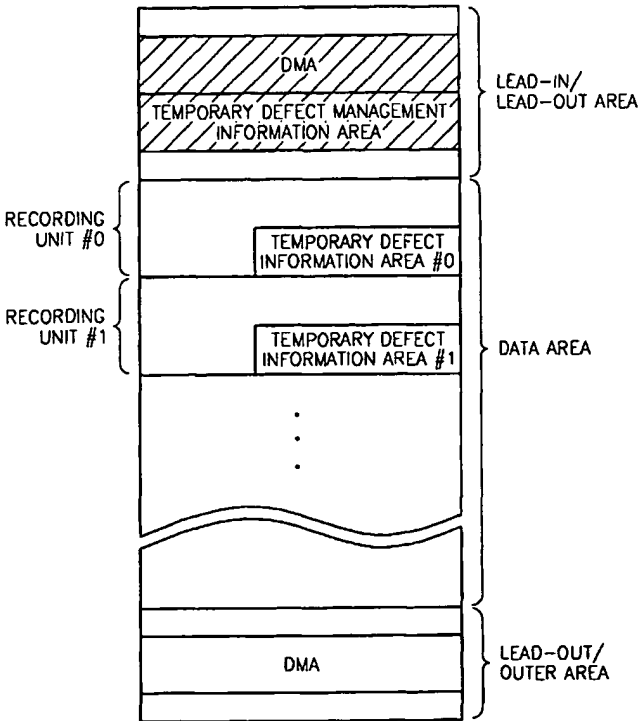 DMA
TEMPORARY DEFECT MANAGEMENT
INFORMATION AREA
LEAD-IN/
LEAD-OUT AREA
RECORDING
UNIT #0
TEMPORARY DEFECT
INFORMATION AREA #0
RECORDING
UNIT #1
TEMPORARY DEFECT
INFORMATION AREA #1
DATA AREA
DMA
LEAD-OUT/
OUTER AREA